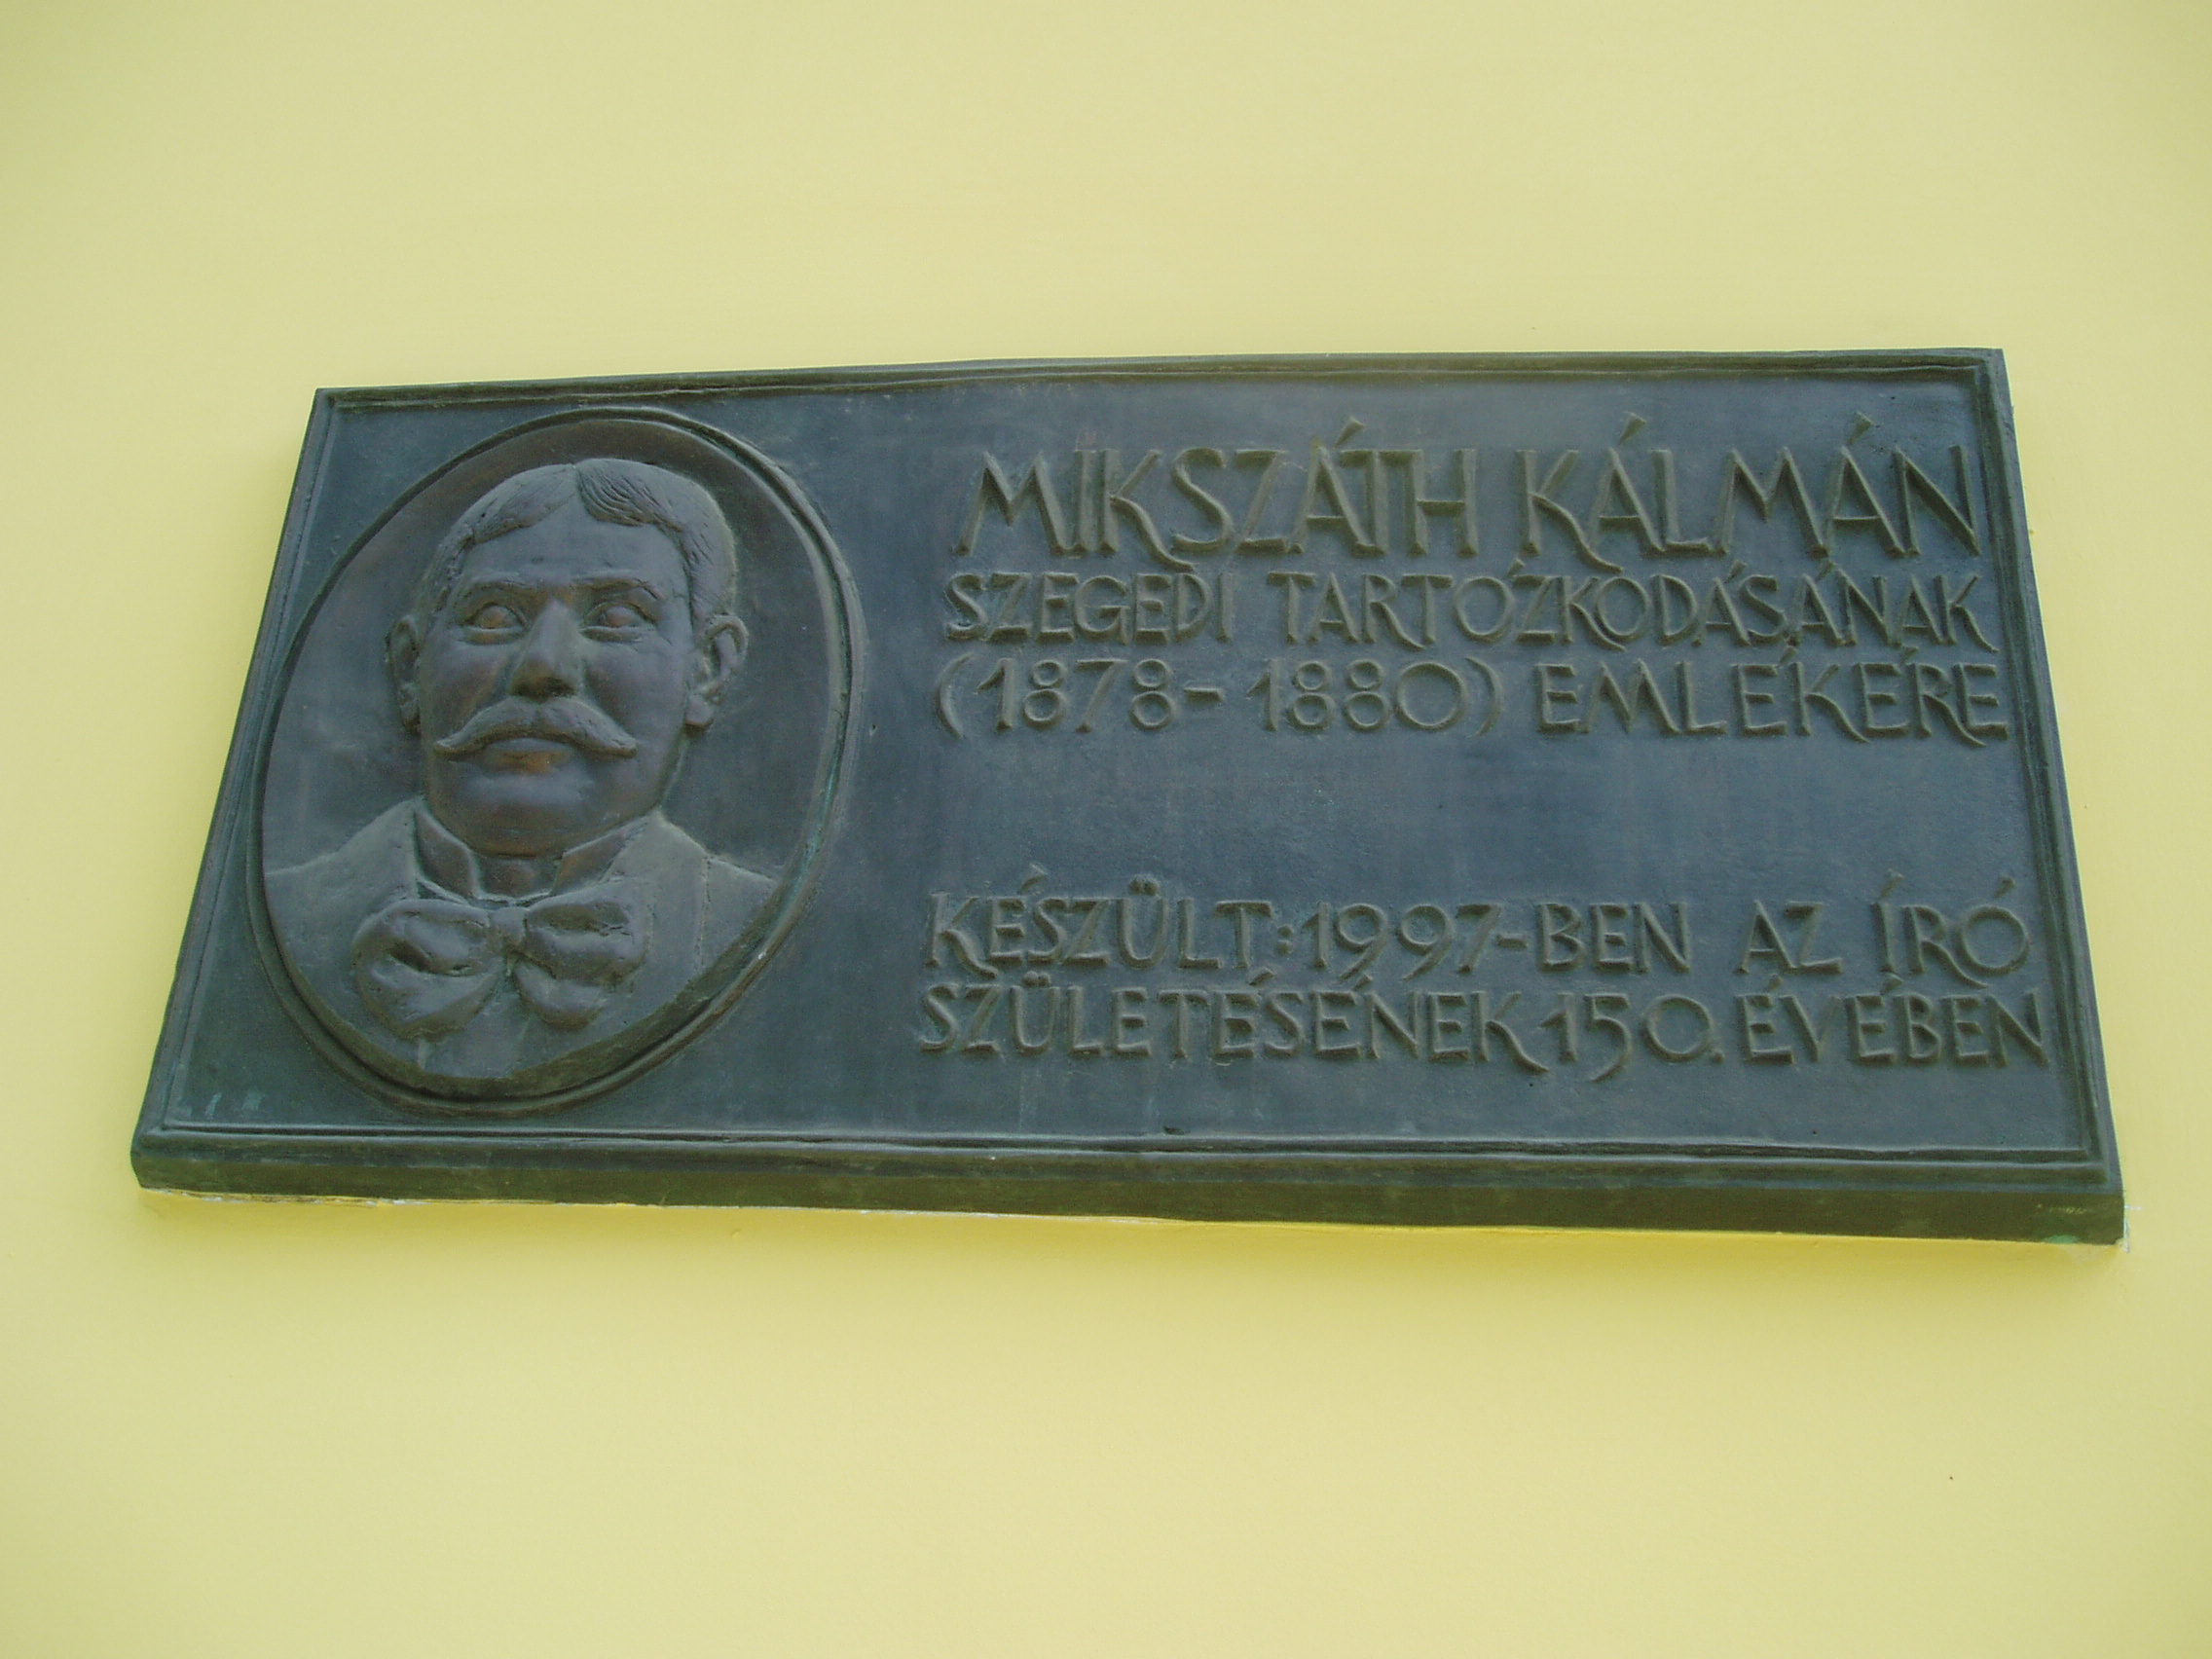 MIKSZÁTH KÁLMÁN
SZEGEDI TARTÓZKODÁSÁNAK
(1878-1880) EMLÉKÉRE
KÉSZÜLT: 1997-BEN AZ ÍRÓ
SZÜLETÉSÉNEK 150. ÉVÉBEN